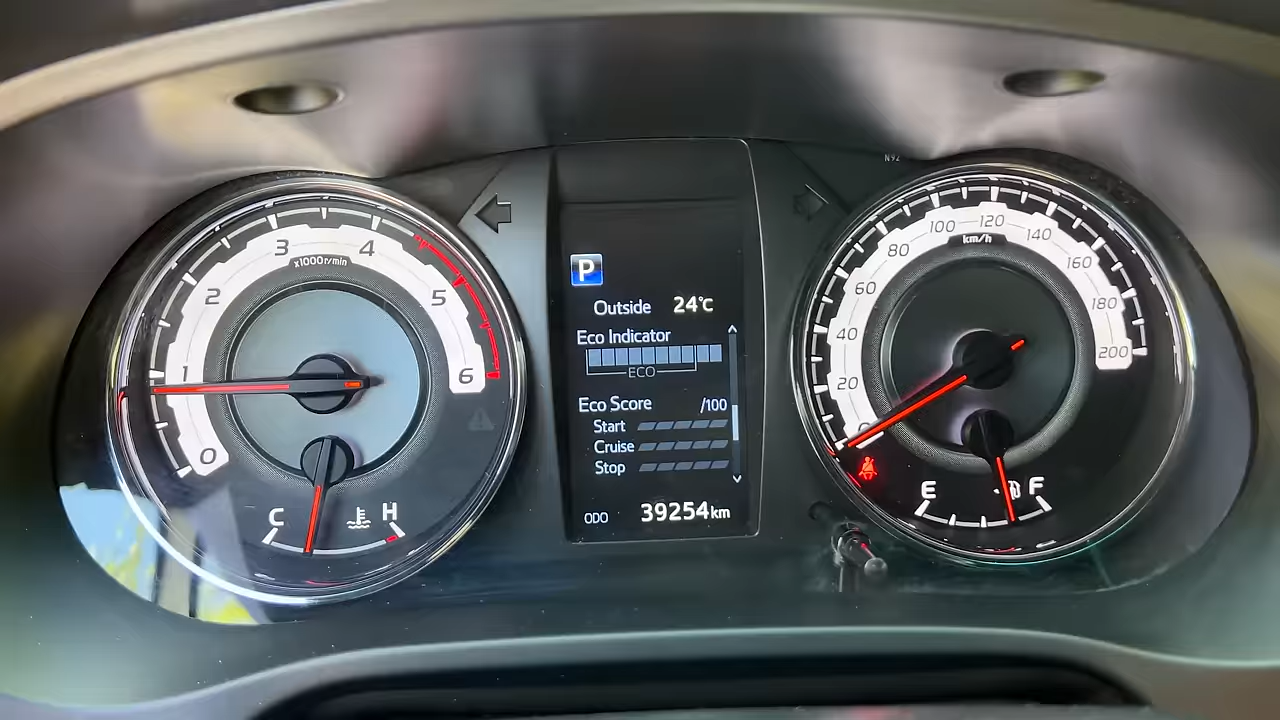 N92
0
1
2
3
4
5
6
x1000r/min
C
H
P
Outside 24°C
Eco Indicator
ECO
Eco Score /100
Start
Cruise
Stop
ODO 39254km
0
20
40
60
80
100
120
140
160
180
200
km/h
E
F